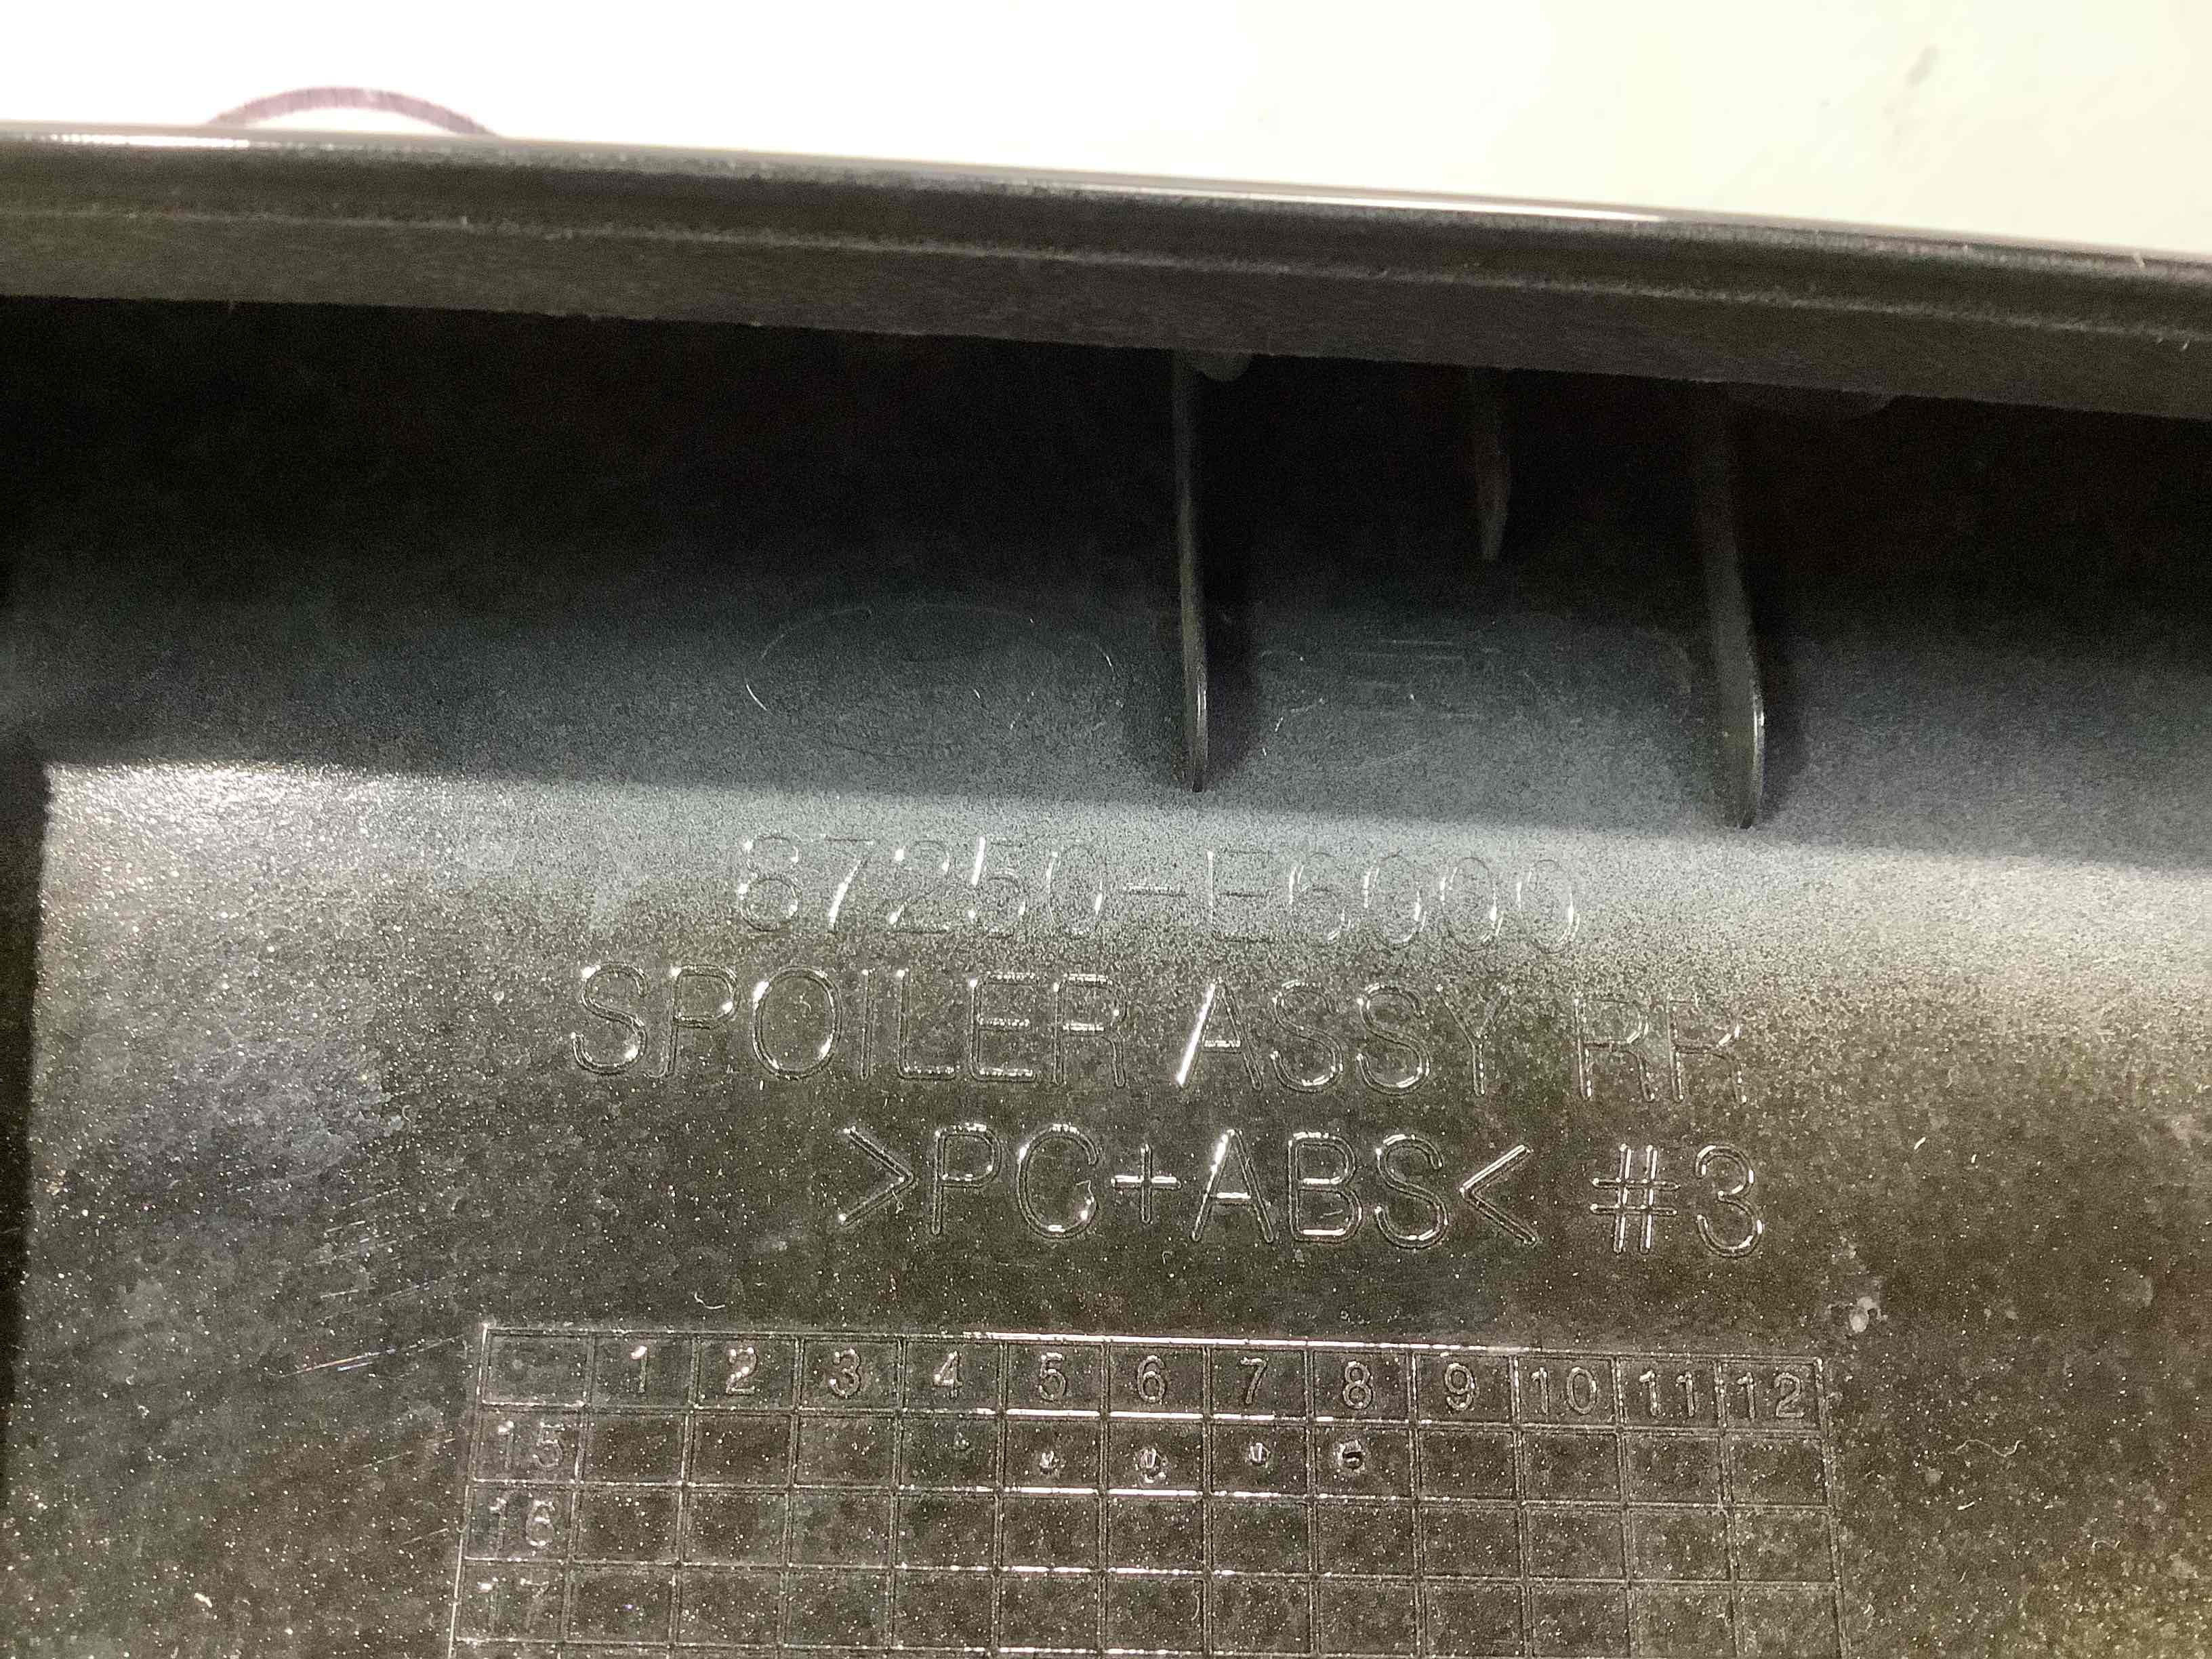 87250-E6000
SPOILER ASSY RR
>PC+ABS< #3
1 2 3 4 5 6 7 8 9 10 11 12
15
16
17